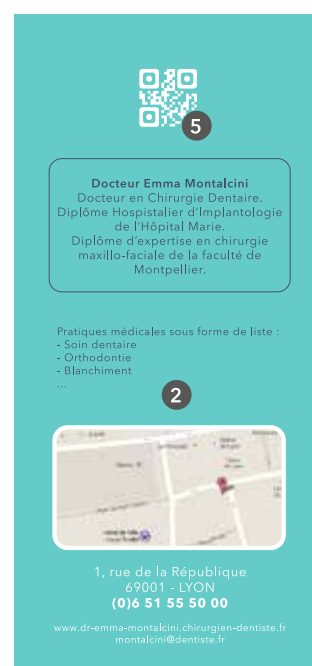 5
Docteur Emma Montalcini
Docteur en Chirurgie Dentaire.
Diplôme Hospistalier d'Implantologie
de l'Hôpital Marie.
Diplôme d'expertise en chirurgie
maxillo-faciale de la faculté de
Montpellier.
Pratiques médicales sous forme de liste :
- Soin dentaire
- Orthodontie
- Blanchiment
...
2
1, rue de la République
69001 - LYON
(0)6 51 55 50 00
www.dr-emma-montalcini.chirurgien-dentiste.fr
montalcini@dentiste.fr